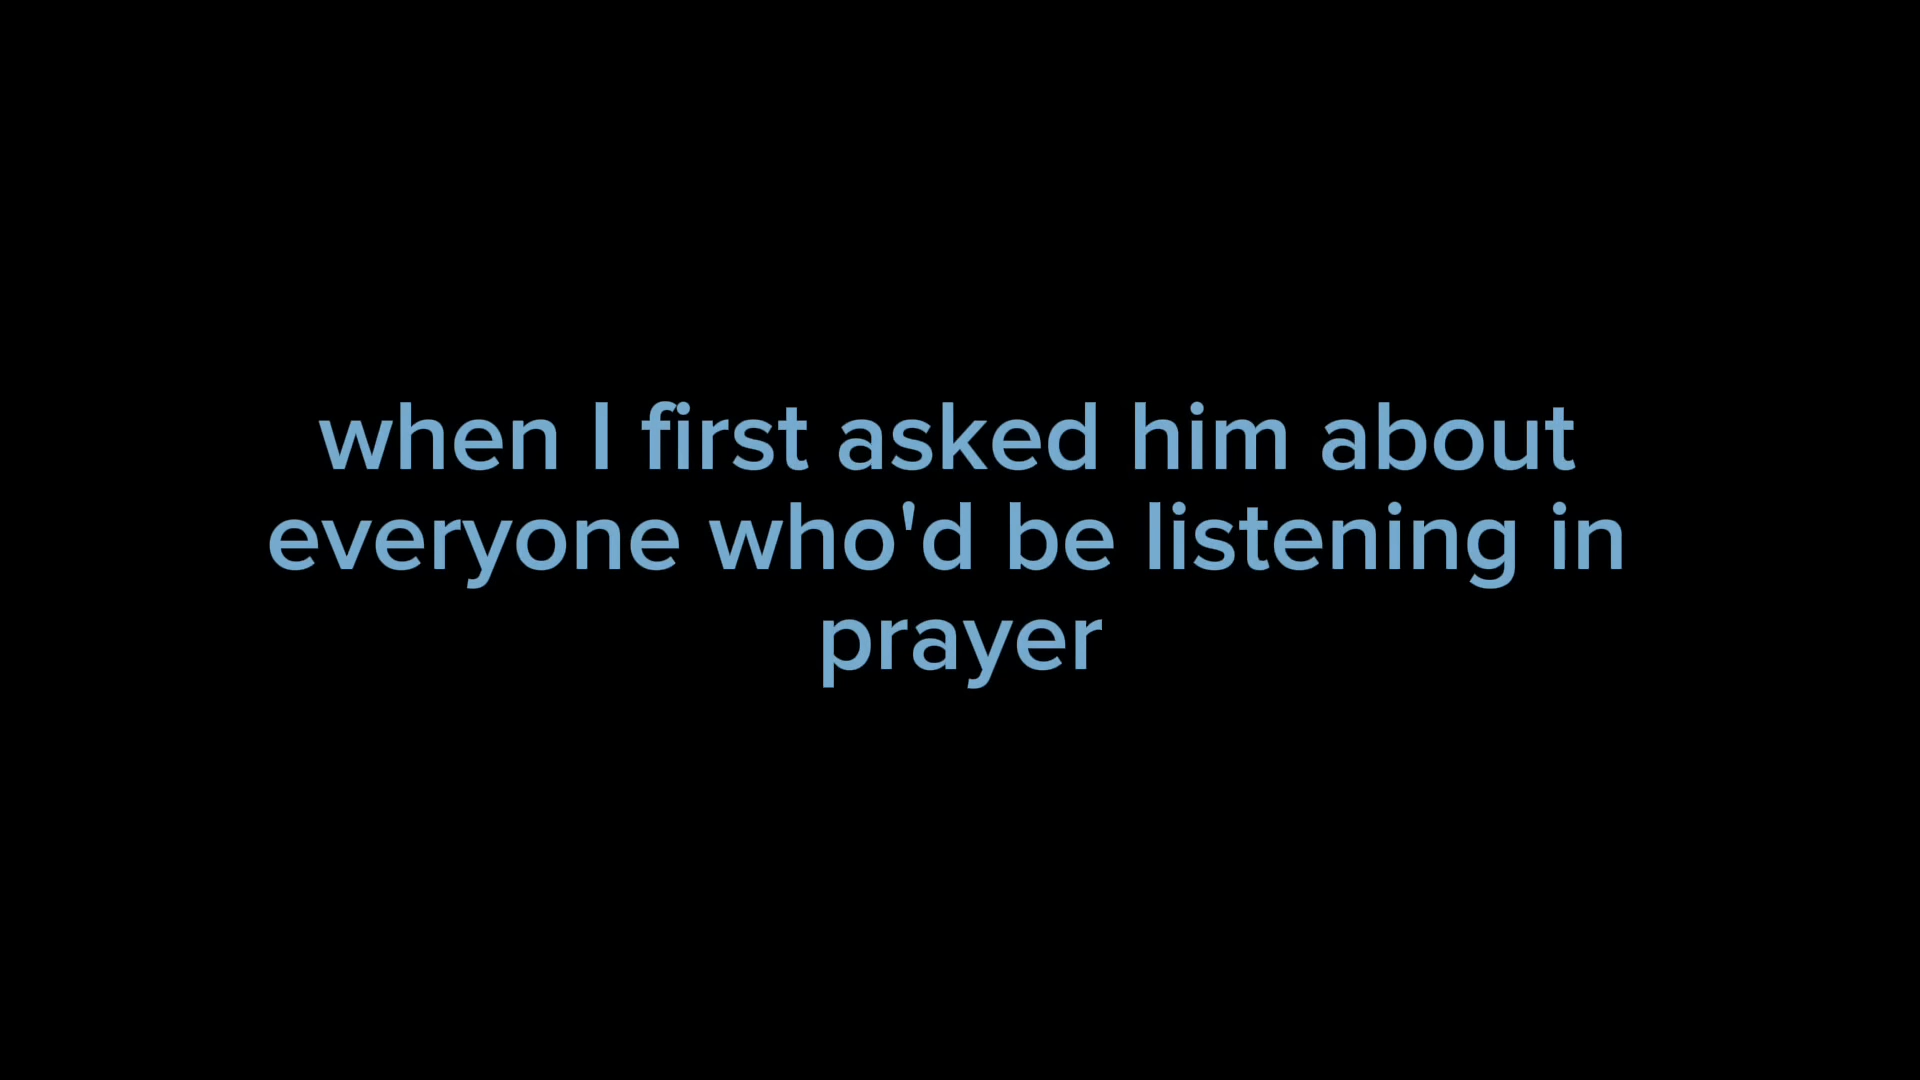 when I first asked him about
everyone who'd be listening in
prayer